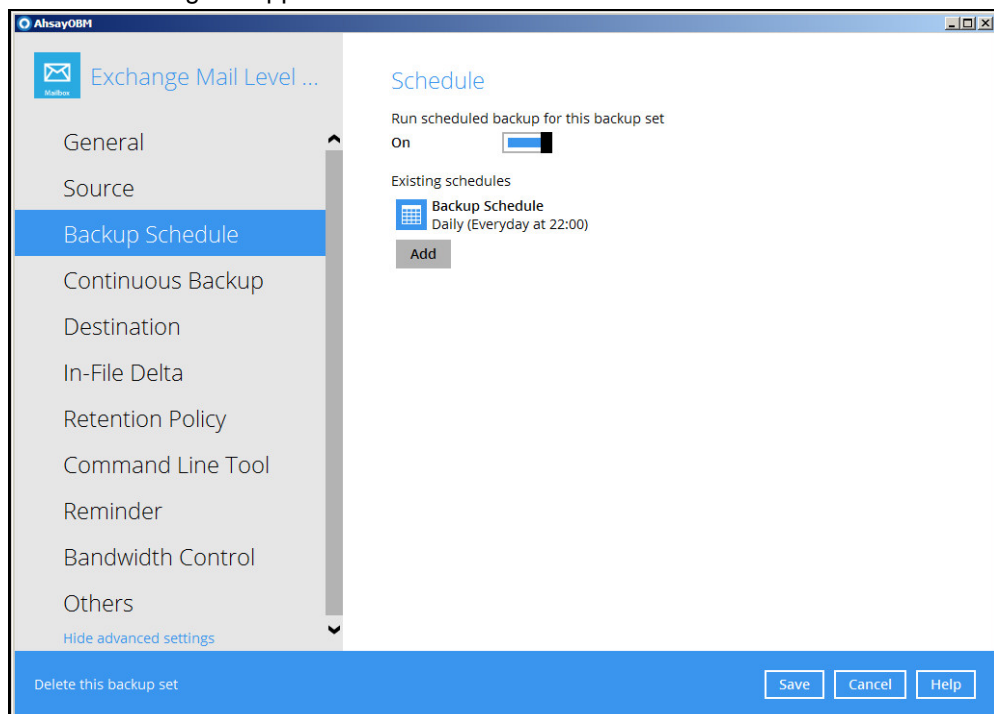 AhsayOBM
Mailbox
Exchange Mail Level ...
General
Source
Backup Schedule
Continuous Backup
Destination
In-File Delta
Retention Policy
Command Line Tool
Reminder
Bandwidth Control
Others
Hide advanced settings
Schedule
Run scheduled backup for this backup set
On
Existing schedules
Backup Schedule
Daily (Everyday at 22:00)
Add
Delete this backup set
Save
Cancel
Help